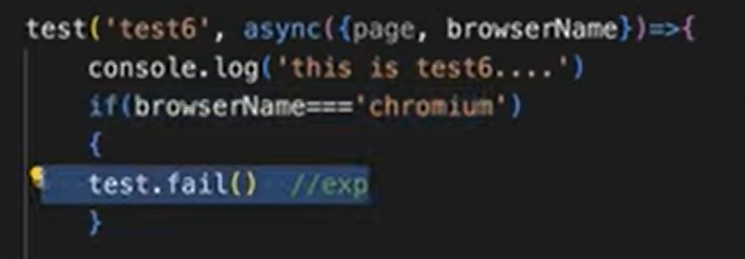 test('test6', async({page, browserName})=>{
console.log('this is test6....')
if(browserName==='chromium')
{
test.fail() //exp
}